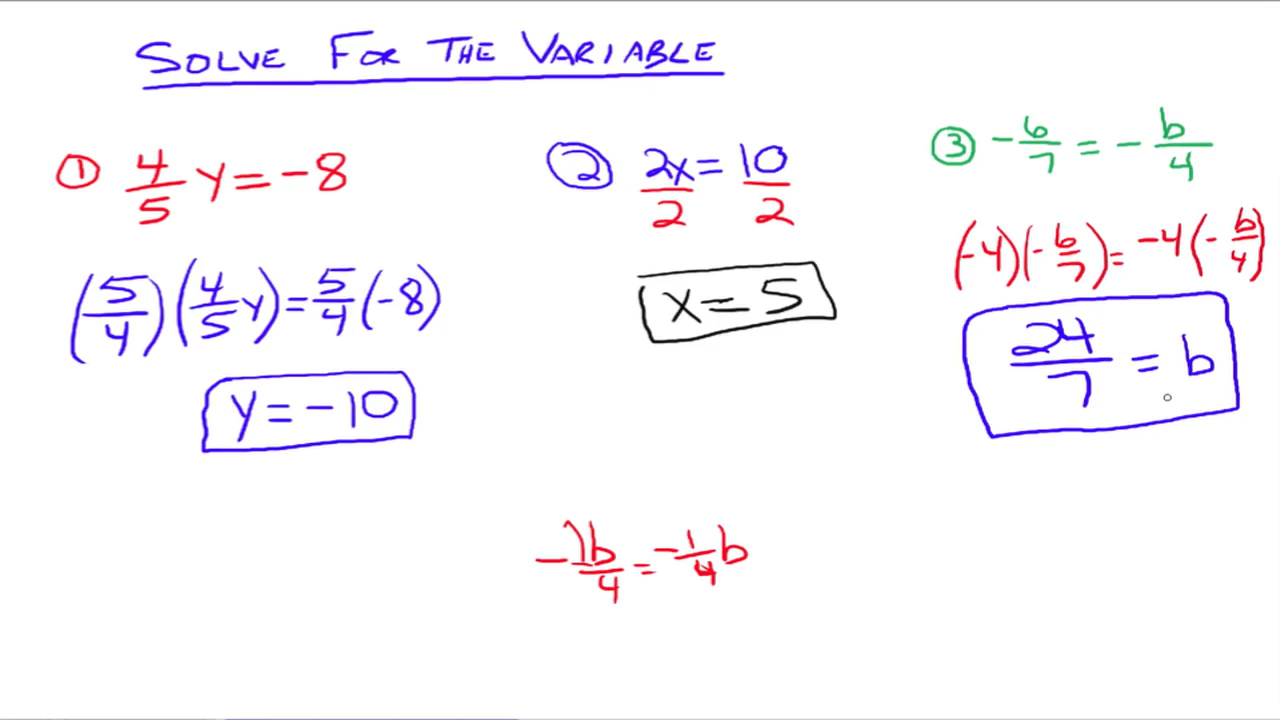 SOLVE FOR THE VARIABLE
① 4/5 y = -8
(5/4)(4/5 y) = 5/4 (-8)
y = -10
② 2x = 10
2 2
x = 5
③ -6/7 = -b/4
(-4)(-6/7) = -4(-b/4)
24/7 = b
-1b/4 = -1/4 b